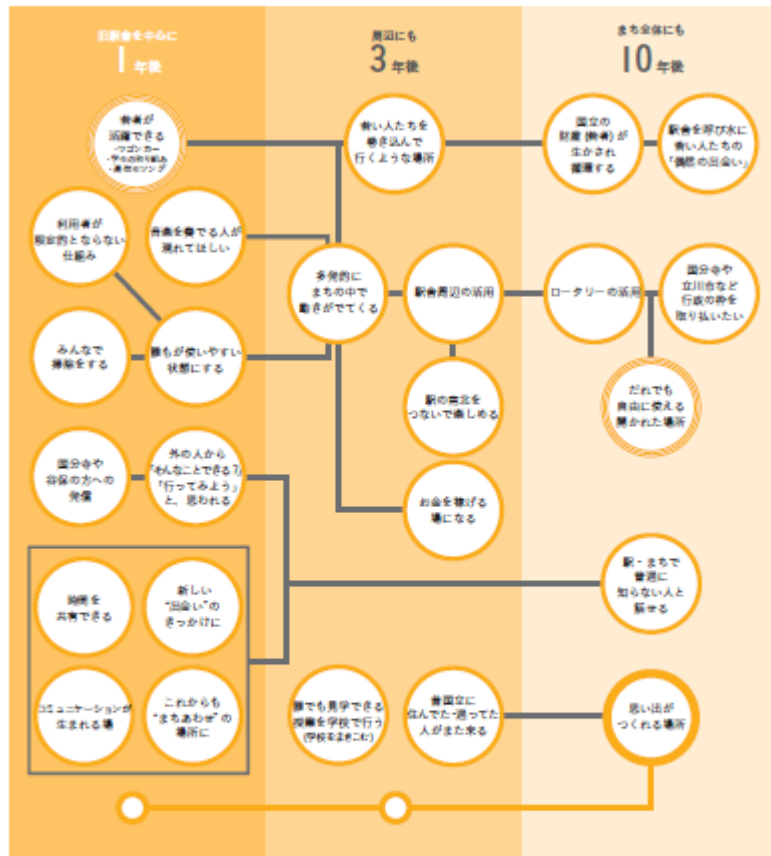 旧駅舎を中心に
1年後
周辺にも
3年後
まち全体にも
10年後
若者が
活躍できる
・ワゴンカー
・高校のソング
若い人たちを
巻き込んで
行くような場所
国立の
財産(若者)が
生かされ
循環する
駅舎を呼び水に
若い人たちの
「偶然の出会い」
利用者が
限定的とならない
仕組み
音楽を奏でる人が
現れてほしい
多発的に
まちの中で
動きがでてくる
駅舎周辺の活用
ロータリーの活用
国分寺や
立川市など
行政の枠を
取り払いたい
みんなで
掃除をする
誰もが使いやすい
状態にする
駅の南北を
つないで楽しめる
だれでも
自由に使える
開かれた場所
国分寺や
谷保の方への
発信
外の人から
「そんなことできる?」
「行ってみよう」
と、思われる
お金を稼げる
場になる
時間を
共有できる
新しい
“出会い”の
きっかけに
駅・まちで
普通に
知らない人と
話せる
コミュニケーションが
生まれる場
これからも
“まちあわせ”の
場所に
誰でも見学できる
授業を学校で行う
(学校をまきこむ)
昔国立に
住んでた・通ってた
人がまた来る
思い出が
つくれる場所